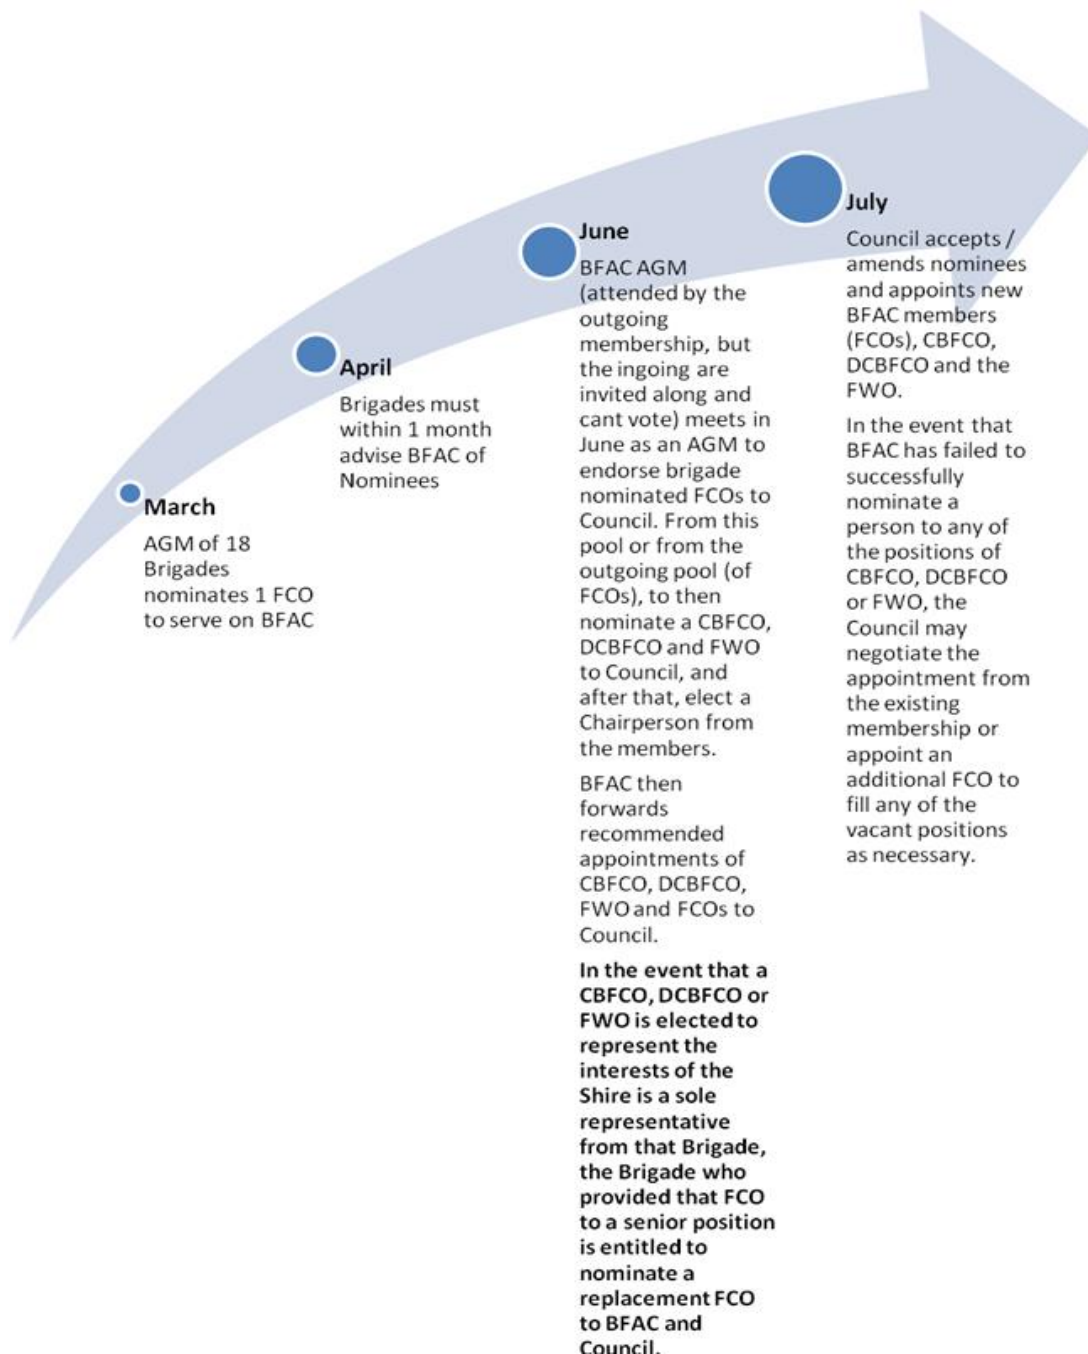 March
AGM of 18
Brigades
nominates 1 FCO
to serve on BFAC
April
Brigades must
within 1 month
advise BFAC of
Nominees
June
BFAC AGM
(attended by the
outgoing
membership, but
the ingoing are
invited along and
cant vote) meets in
June as an AGM to
endorse brigade
nominated FCOs to
Council. From this
pool or from the
outgoing pool (of
FCOs), to then
nominate a CBFCO,
DCBFCO and FWO
to Council, and
after that, elect a
Chairperson from
the members.
BFAC then
forwards
recommended
appointments of
CBFCO, DCBFCO,
FWO and FCOs to
Council.
In the event that a
CBFCO, DCBFCO or
FWO is elected to
represent the
interests of the
Shire is a sole
representative
from that Brigade,
the Brigade who
provided that FCO
to a senior position
is entitled to
nominate a
replacement FCO
to BFAC and
Council.
July
Council accepts /
amends nominees
and appoints new
BFAC members
(FCOs), CBFCO,
DCBFCO and the
FWO.
In the event that
BFAC has failed to
successfully
nominate a
person to any of
the positions of
CBFCO, DCBFCO
or FWO, the
Council may
negotiate the
appointment from
the existing
membership or
appoint an
additional FCO to
fill any of the
vacant positions
as necessary.